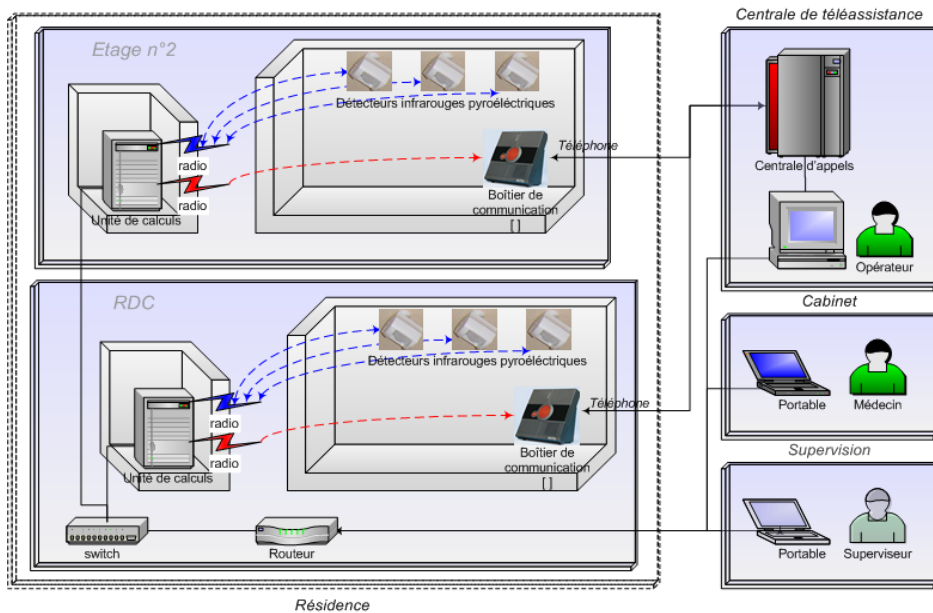 Centrale de téléassistance
Etage n°2
Détecteurs infrarouges pyroéléctriques
radio
radio
Unité de calculs
Téléphone
Boîtier de
communication
[ ]
Centrale d'appels
Opérateur
RDC
Détecteurs infrarouges pyroéléctriques
radio
radio
Unité de calculs
Téléphone
Boîtier de
communication
[ ]
Cabinet
Portable
Médecin
Supervision
Portable
Superviseur
switch
Routeur
Résidence